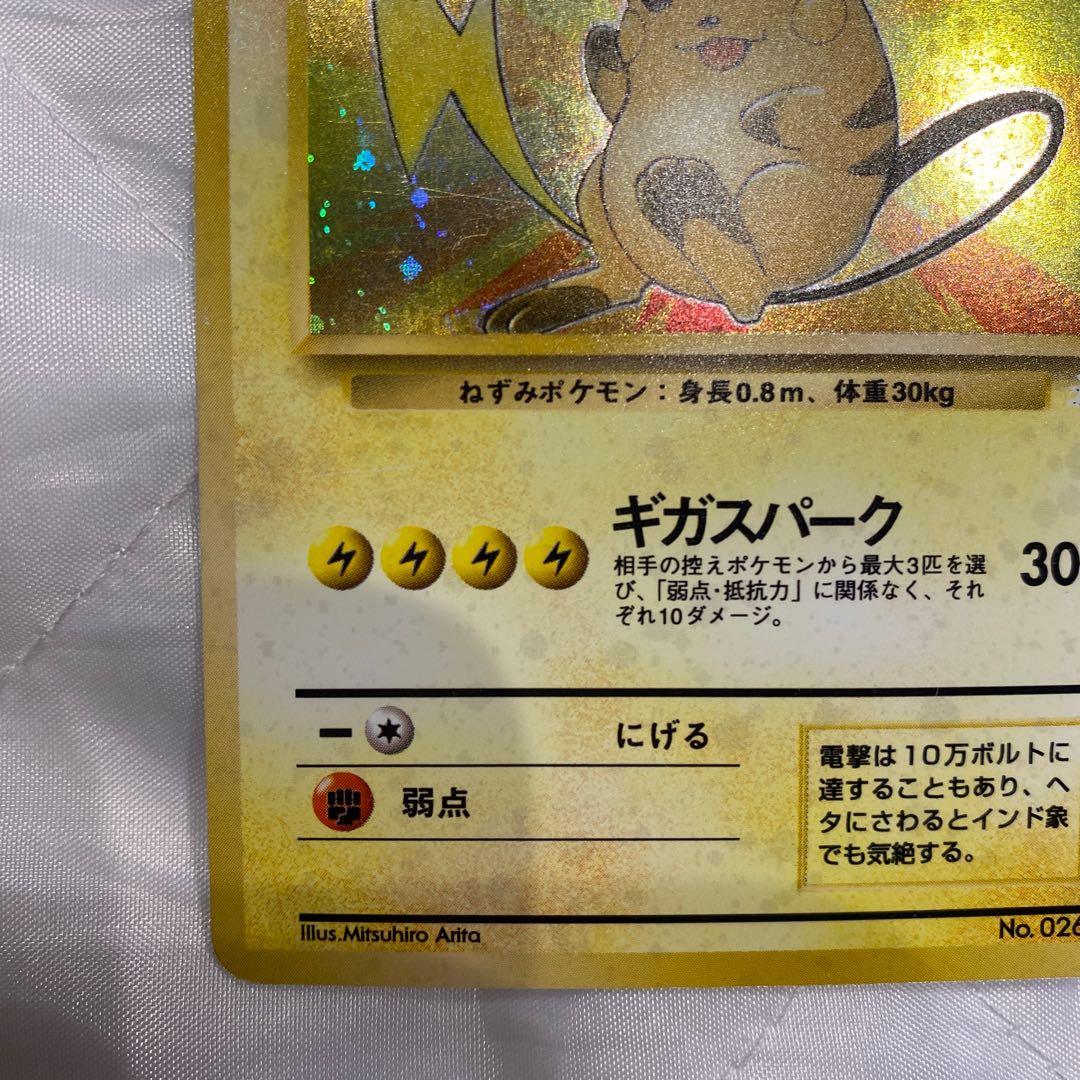 ねずみポケモン：身長0.8m、体重30kg
ギガスパーク
30
相手の控えポケモンから最大3匹を選
び、「弱点・抵抗力」に関係なく、それ
ぞれ10ダメージ。
にげる
弱点
電撃は10万ボルトに
達することもあり、ヘ
タにさわるとインド象
でも気絶する。
Illus.Mitsuhiro Arita
No. 026